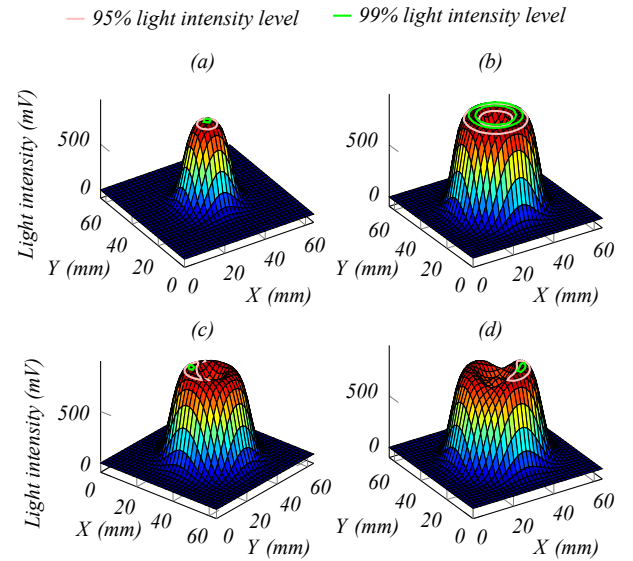 95% light intensity level 99% light intensity level
(a) (b)
Light intensity (mV) 500 0 60 40 20 0 Y (mm) 0 20 40 60 X (mm)
500 0 60 40 20 0 Y (mm) 0 20 40 60 X (mm)
(c) (d)
Light intensity (mV) 500 0 0 20 40 60 X (mm) 0 20 40 60 Y (mm)
500 0 60 40 20 0 Y (mm) 0 20 40 60 X (mm)